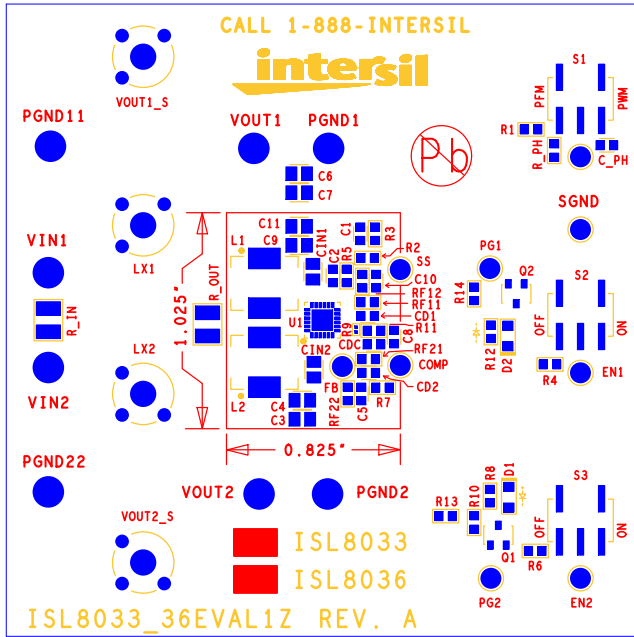 CALL 1-888-INTERSIL
intersil
S1
PFM
PWM
VOUT1_S
PGND11
VOUT1
PGND1
Pb
R1
R_PH
C_PH
C6
C7
SGND
VIN1
LX1
L1
C11
C9
CIN1
C1
R3
R2
R5
C2
SS
C10
RF12
RF11
CD1
R_OUT
R_IN
1.025"
U1
R9
CDC
C8
R11
RF21
COMP
CD2
CIN2
FB
R7
C5
RF22
L2
C4
C3
0.825"
LX2
VIN2
PG1
Q2
R14
R12
D2
S2
OFF
ON
R4
EN1
PGND22
VOUT2
PGND2
VOUT2_S
R13
R10
R8
D1
Q1
PG2
S3
OFF
ON
R6
EN2
ISL8033
ISL8036
ISL8033_36EVAL1Z REV. A